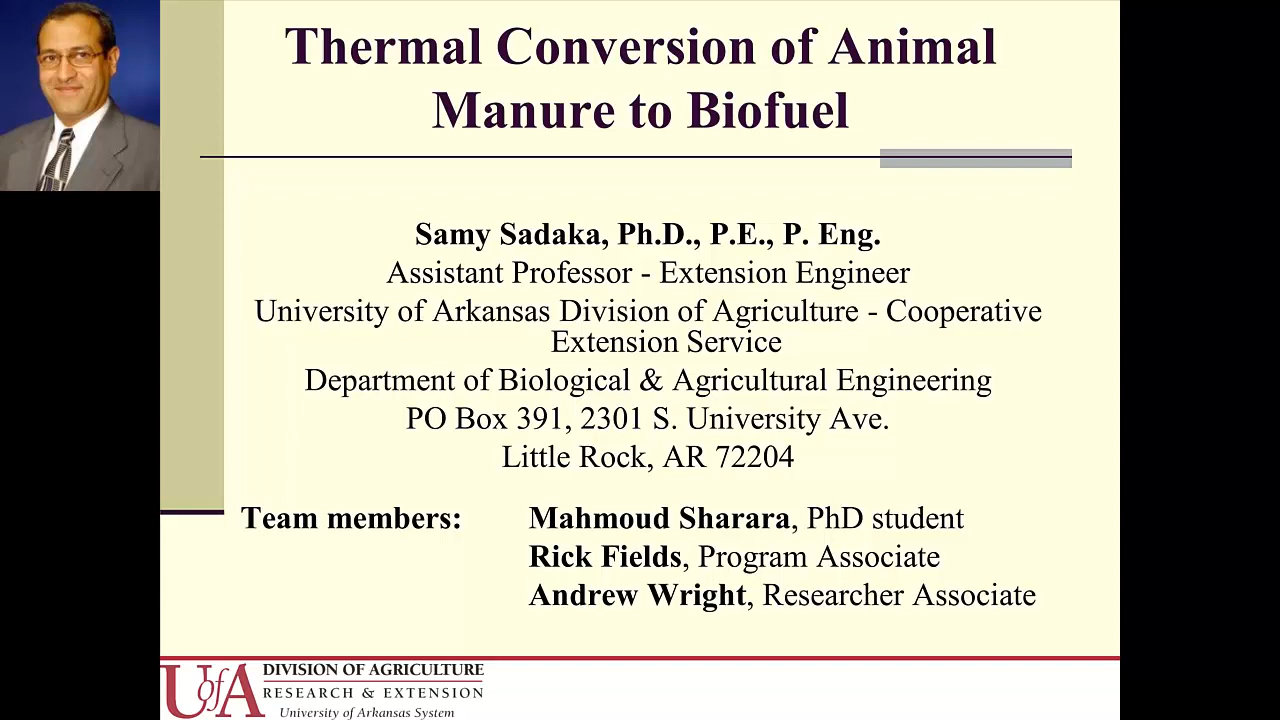 Thermal Conversion of Animal
Manure to Biofuel
Samy Sadaka, Ph.D., P.E., P. Eng.
Assistant Professor - Extension Engineer
University of Arkansas Division of Agriculture - Cooperative
Extension Service
Department of Biological & Agricultural Engineering
PO Box 391, 2301 S. University Ave.
Little Rock, AR 72204
Team members: Mahmoud Sharara, PhD student
Rick Fields, Program Associate
Andrew Wright, Researcher Associate
UofA DIVISION OF AGRICULTURE
RESEARCH & EXTENSION
University of Arkansas System